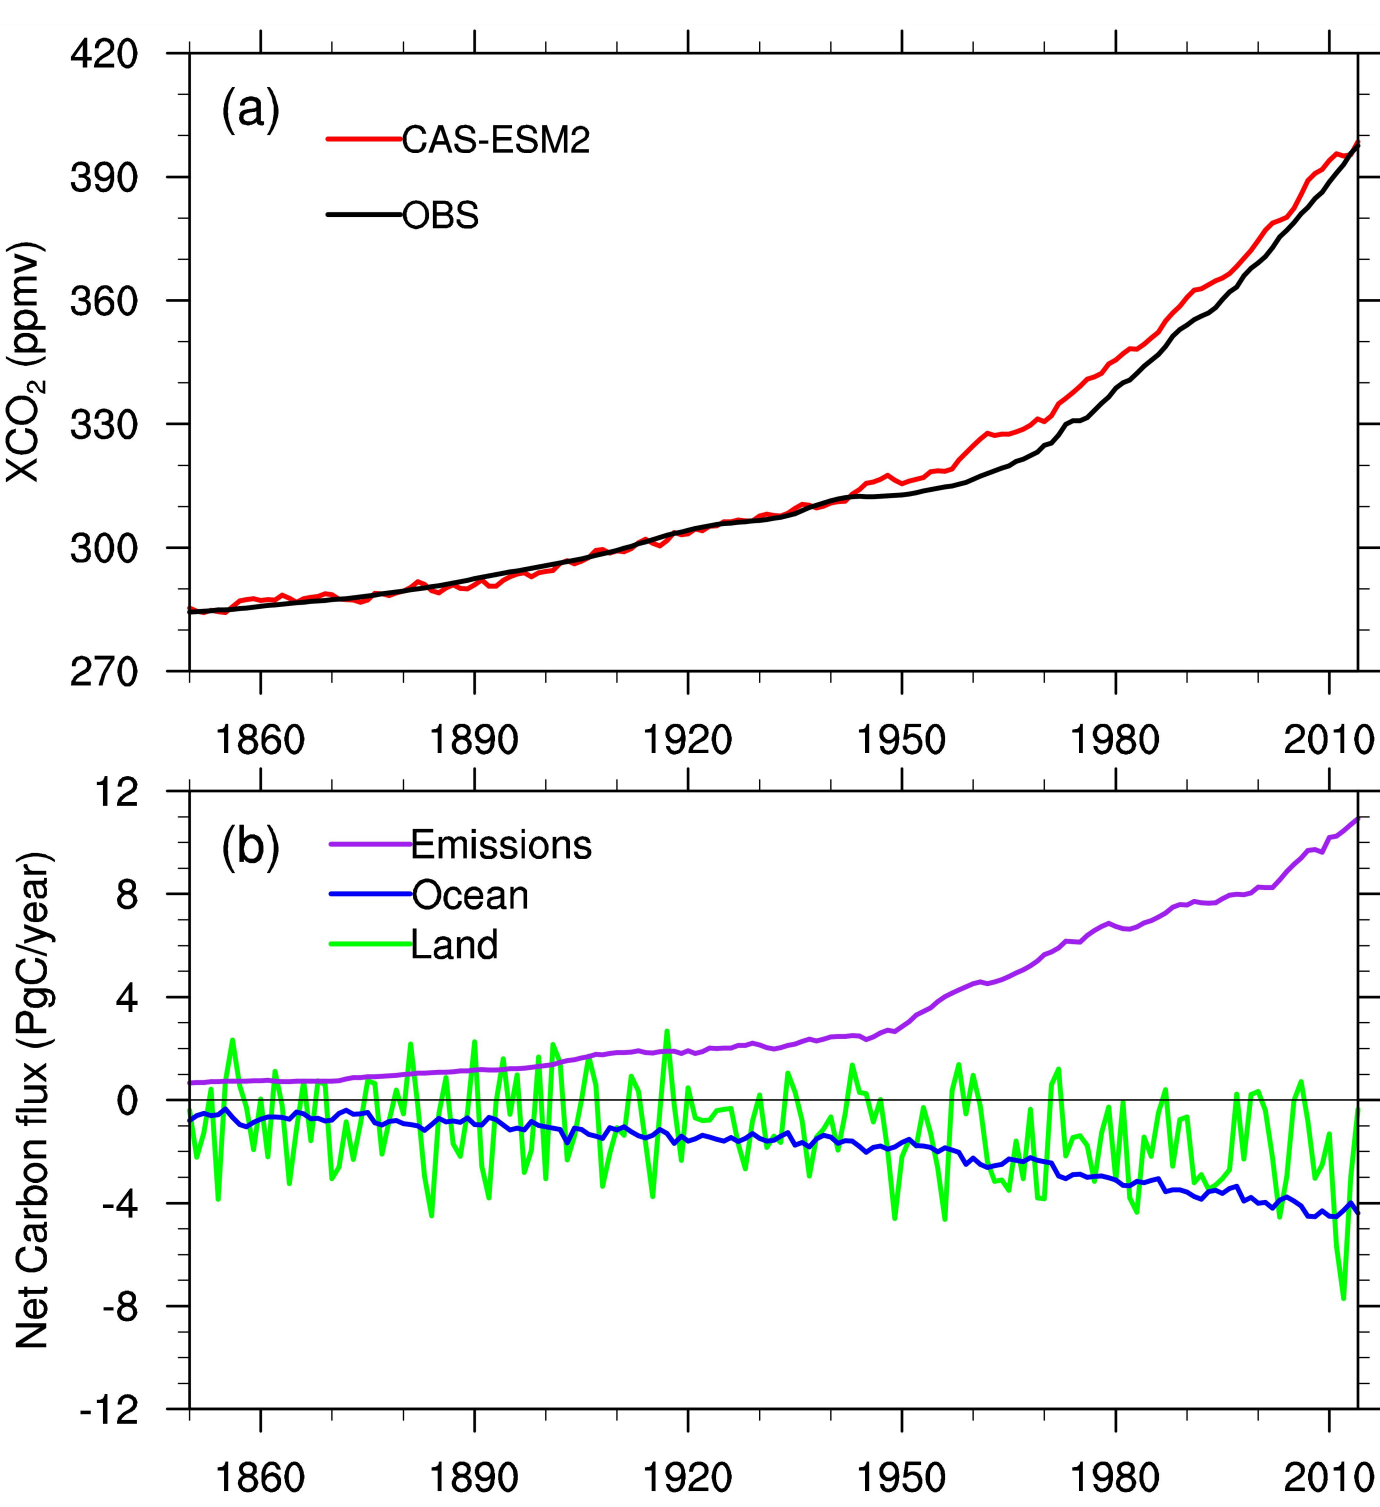 420
(a)
CAS-ESM2
390
OBS
360
XCO2 (ppmv)
330
300
270
1860 1890 1920 1950 1980 2010
12
(b)
Emissions
8
Ocean
Land
4
Net Carbon flux (PgC/year)
0
-4
-8
-12
1860 1890 1920 1950 1980 2010